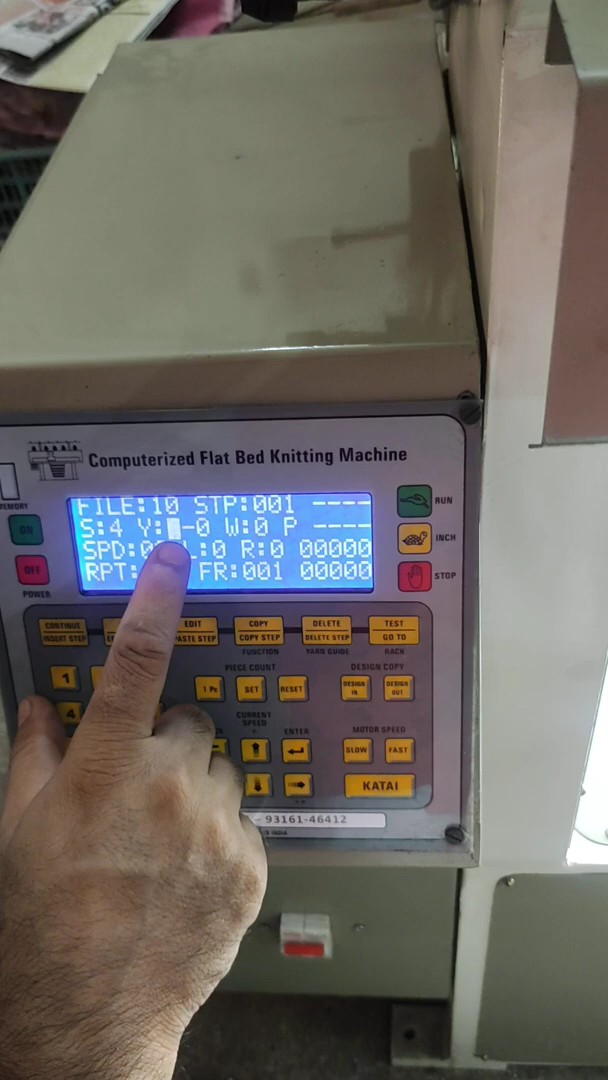 Computerized Flat Bed Knitting Machine
FILE:10 STP:001 ----
S:4 Y: -0 W:0 P ----
SPD:0 :0 R:0 00000
RPT: FR:001 00000
RUN
INCH
STOP
MEMORY
ON
OFF
POWER
CONTINUE EDIT COPY DELETE TEST
INSERT STEP PASTE STEP COPY STEP DELETE STEP GO TO
FUNCTION YARN GUIDE RACK
PIECE COUNT DESIGN COPY
1 1 Pc SET RESET DESIGN IN DESIGN OUT
4
CURRENT SPEED ENTER MOTOR SPEED
SLOW FAST
KATAI
- 93161-46412
IN INDIA